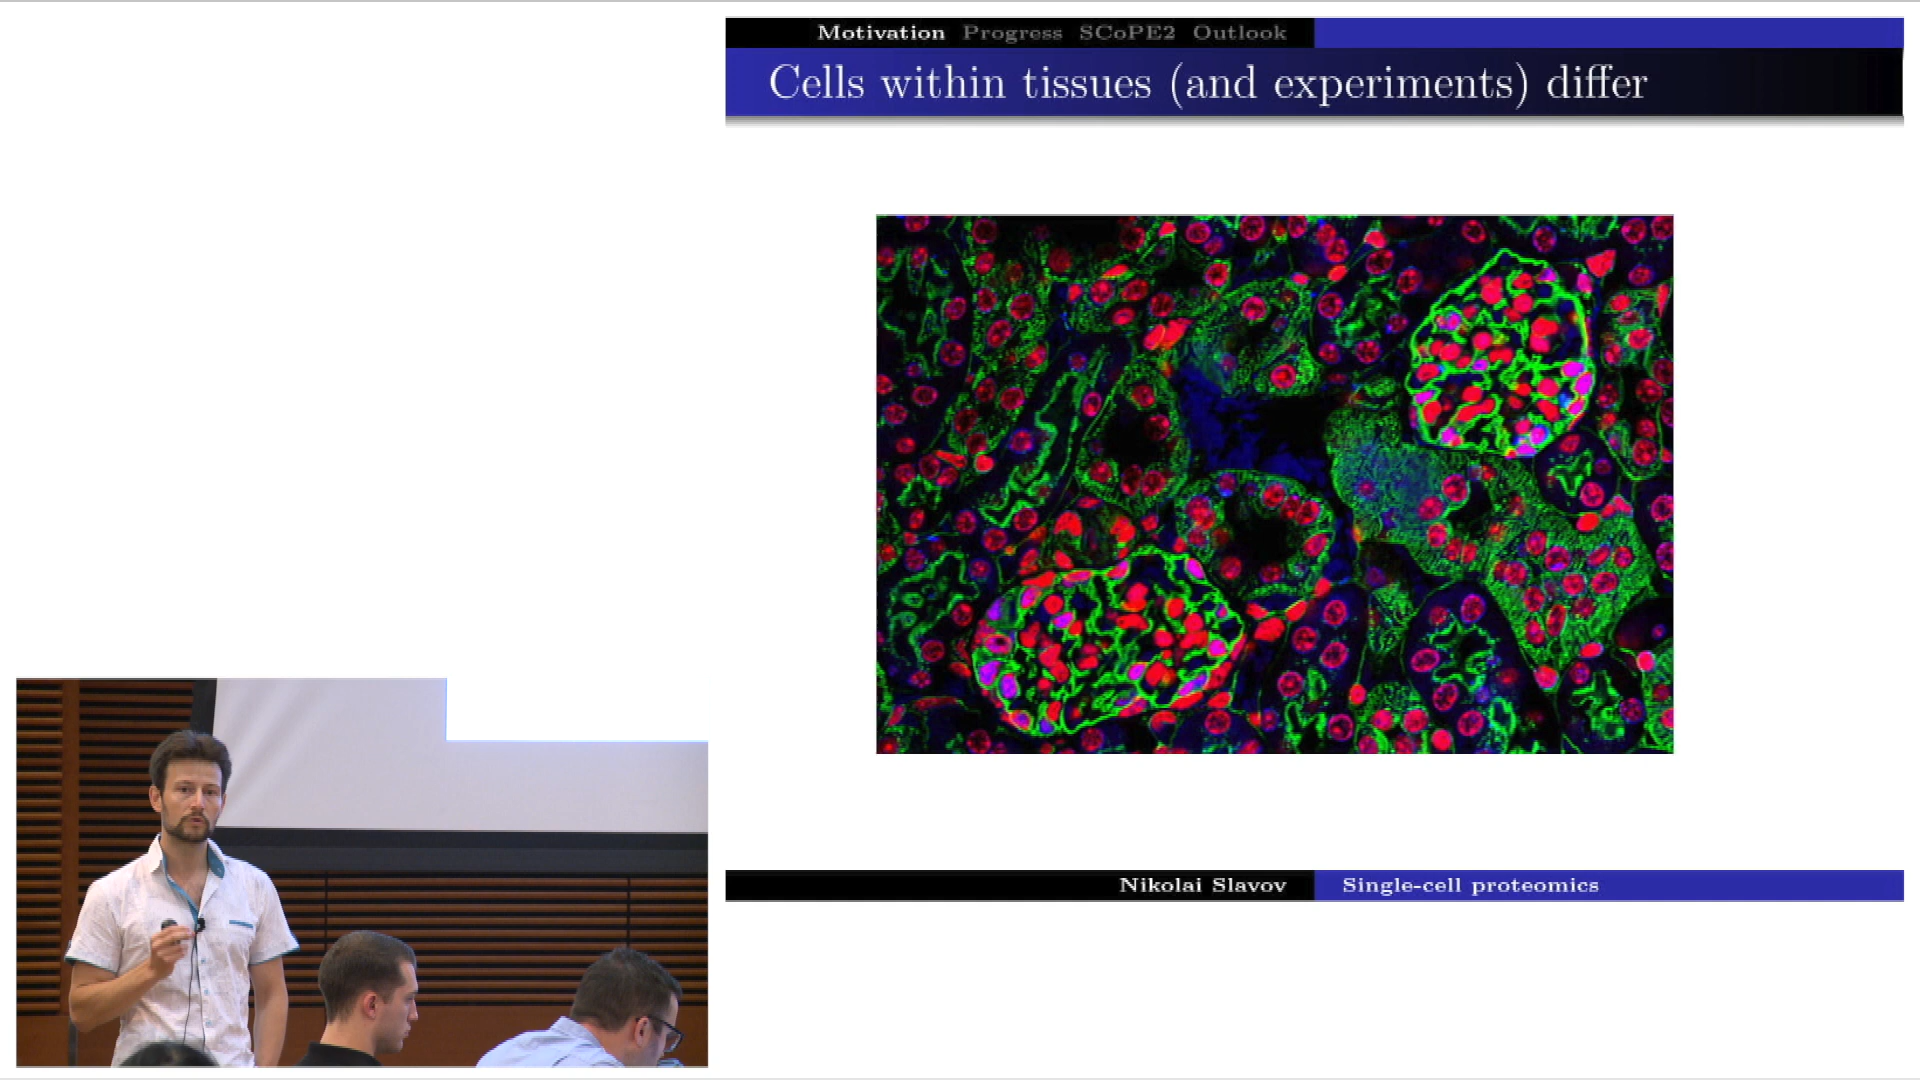 Motivation Progress SCoPE2 Outlook
Cells within tissues (and experiments) differ
Nikolai Slavov Single-cell proteomics